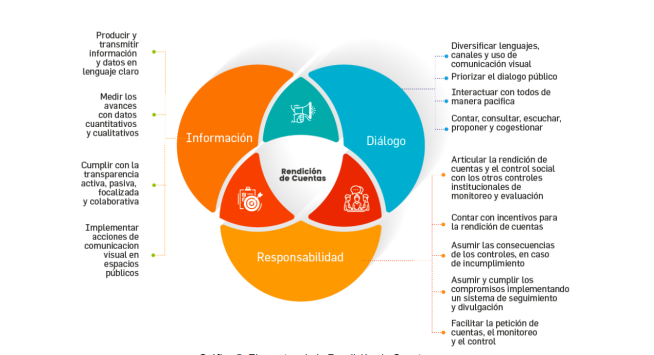 Producir y
transmitir
información
y datos en
lenguaje claro
Medir los
avances
con datos
cuantitativos
y cualitativos
Cumplir con la
transparencia
activa, pasiva,
focalizada
y colaborativa
Implementar
acciones de
comunicacion
visual en
espacios
públicos
Información
Diálogo
Rendición
de Cuentas
Responsabilidad
Diversificar lenguajes,
canales y uso de
comunicación visual
Priorizar el dialogo público
Interactuar con todos de
manera pacifica
Contar, consultar, escuchar,
proponer y cogestionar
Articular la rendición de
cuentas y el control social
con los otros controles
institucionales de
monitoreo y evaluación
Contar con incentivos para
la rendición de cuentas
Asumir las consecuencias
de los controles, en caso
de incumplimiento
Asumir y cumplir los
compromisos implementando
un sistema de seguimiento
y divulgación
Facilitar la petición de
cuentas, el monitoreo
y el control